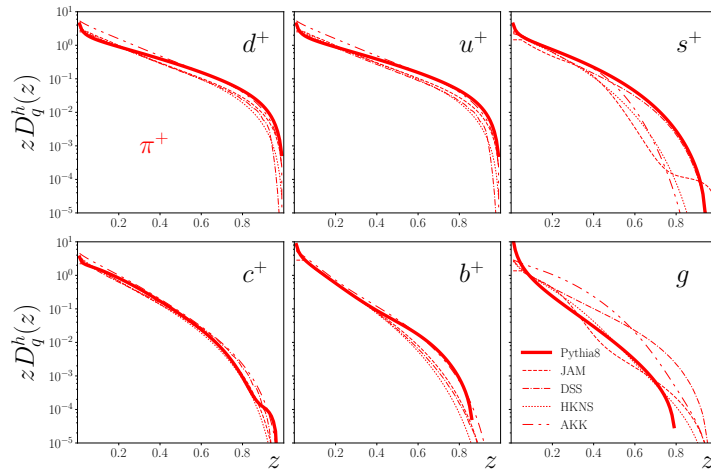 $zD_q^h(z)$
$10^1$
$10^0$
$10^{-1}$
$10^{-2}$
$10^{-3}$
$10^{-4}$
$10^{-5}$
$d^+$
$\pi^+$
0.2 0.4 0.6 0.8
$u^+$
0.2 0.4 0.6 0.8
$s^+$
0.2 0.4 0.6 0.8
$zD_q^h(z)$
$10^1$
$10^0$
$10^{-1}$
$10^{-2}$
$10^{-3}$
$10^{-4}$
$10^{-5}$
$c^+$
0.2 0.4 0.6 0.8 $z$
$b^+$
0.2 0.4 0.6 0.8 $z$
$g$
Pythia8
JAM
DSS
HKNS
AKK
0.2 0.4 0.6 0.8 $z$